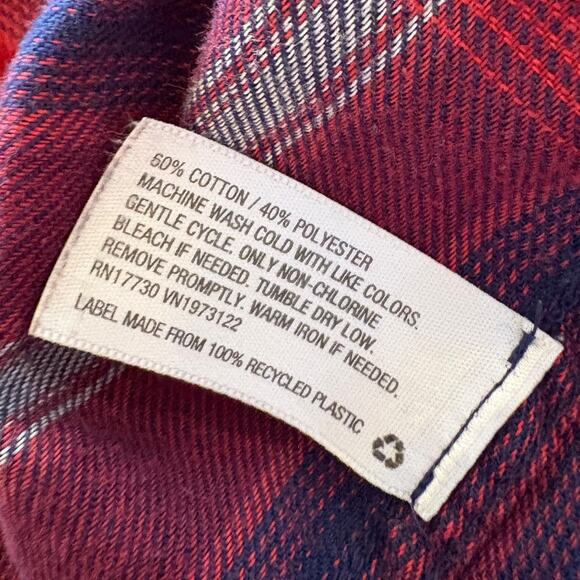 60% COTTON / 40% POLYESTER
MACHINE WASH COLD WITH LIKE COLORS.
GENTLE CYCLE. ONLY NON-CHLORINE
BLEACH IF NEEDED. TUMBLE DRY LOW.
REMOVE PROMPTLY. WARM IRON IF NEEDED.
RN17730 VN1973122
LABEL MADE FROM 100% RECYCLED PLASTIC